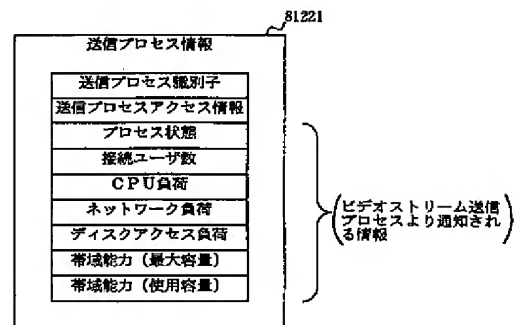 81221
送信プロセス情報
送信プロセス識別子
送信プロセスアクセス情報
プロセス状態
接続ユーザ数
CPU負荷
ネットワーク負荷
ディスクアクセス負荷
帯域能力（最大容量）
帯域能力（使用容量）
ビデオストリーム送信
プロセスより通知され
る情報